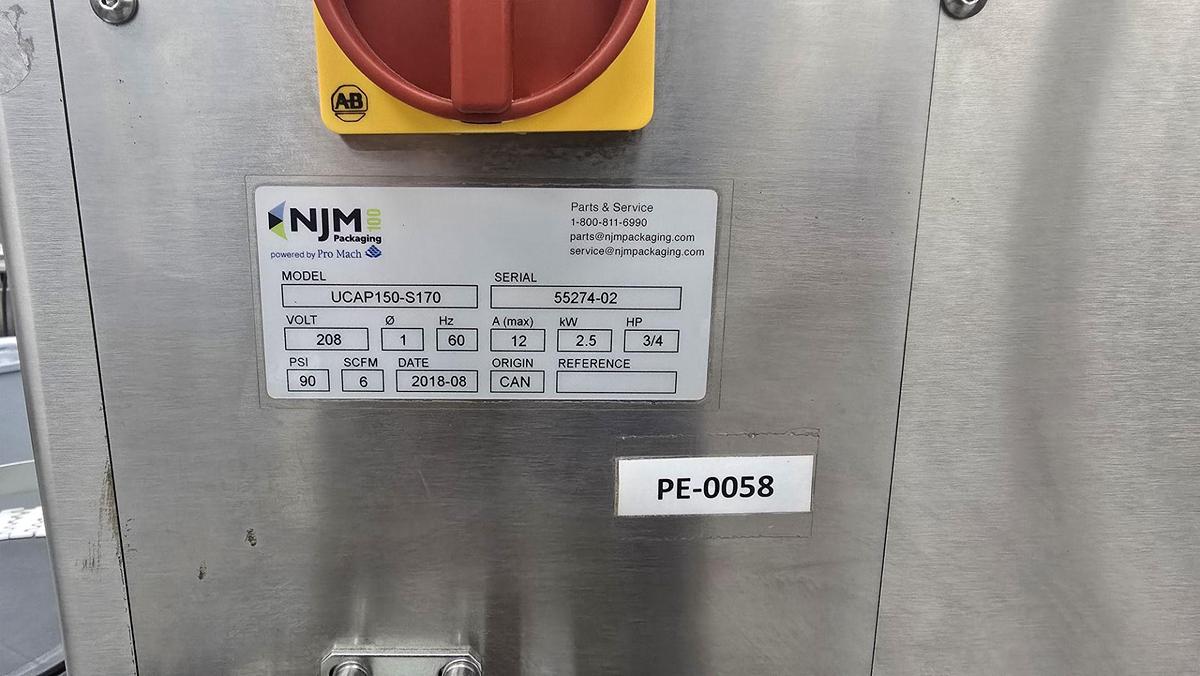 A-B
NJM 100
Packaging
powered by Pro Mach
Parts & Service
1-800-811-6990
parts@njmpackaging.com
service@njmpackaging.com
MODEL SERIAL
UCAP150-S170 55274-02
VOLT Ø Hz A (max) kW HP
208 1 60 12 2.5 3/4
PSI SCFM DATE ORIGIN REFERENCE
90 6 2018-08 CAN
PE-0058